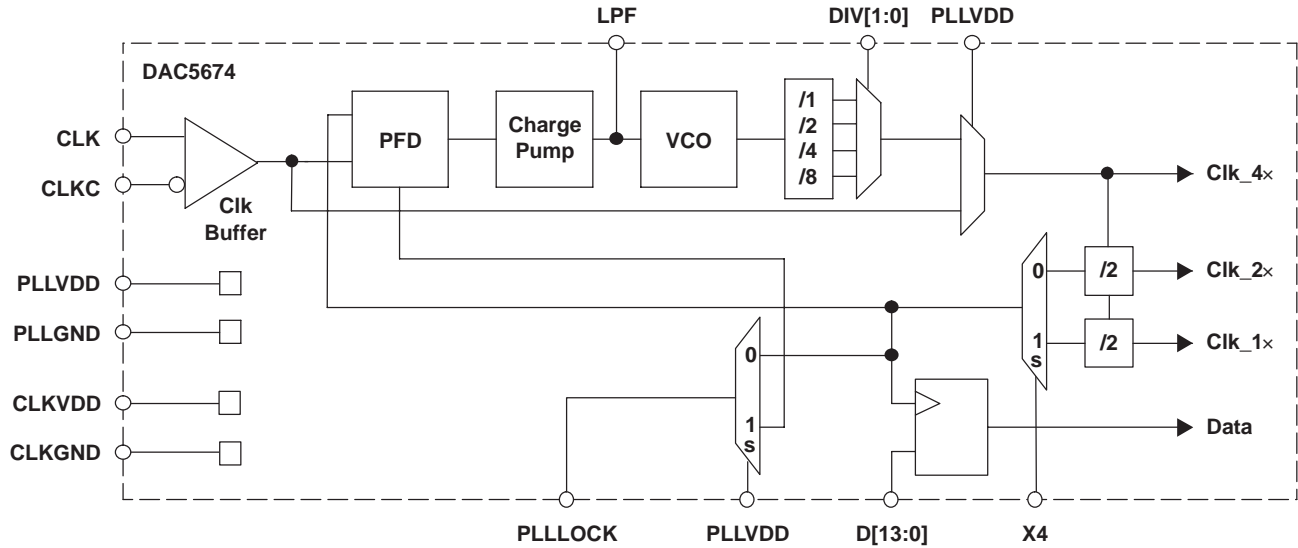 LPF
DIV[1:0]
PLLVDD
DAC5674
CLK
CLKC
Clk
Buffer
PFD
Charge
Pump
VCO
/1
/2
/4
/8
Clk_4×
PLLVDD
PLLGND
CLKVDD
CLKGND
0
1
s
/2
/2
Clk_2×
Clk_1×
0
1
s
Data
PLLLOCK
PLLVDD
D[13:0]
X4